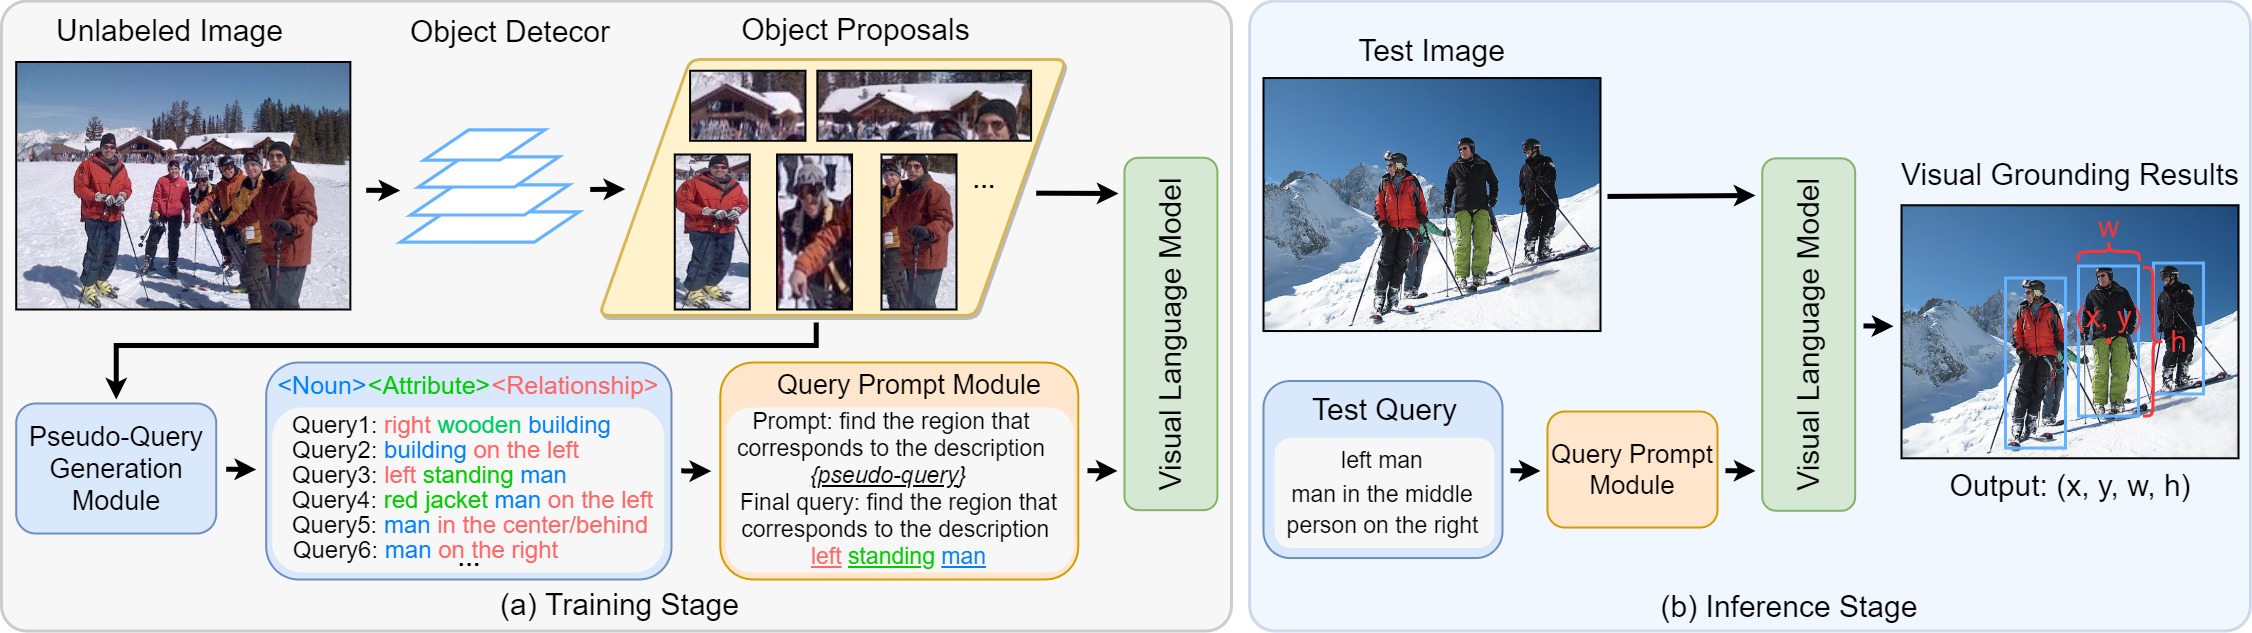 Unlabeled Image
Object Detecor
Object Proposals
...
Visual Language Model
Pseudo-Query
Generation
Module
<Noun><Attribute><Relationship>
Query1: right wooden building
Query2: building on the left
Query3: left standing man
Query4: red jacket man on the left
Query5: man in the center/behind
Query6: man on the right
...
Query Prompt Module
Prompt: find the region that
corresponds to the description
{pseudo-query}
Final query: find the region that
corresponds to the description
left standing man
(a) Training Stage
Test Image
Test Query
left man
man in the middle
person on the right
Query Prompt
Module
Visual Language Model
Visual Grounding Results
w
(x, y)
h
Output: (x, y, w, h)
(b) Inference Stage